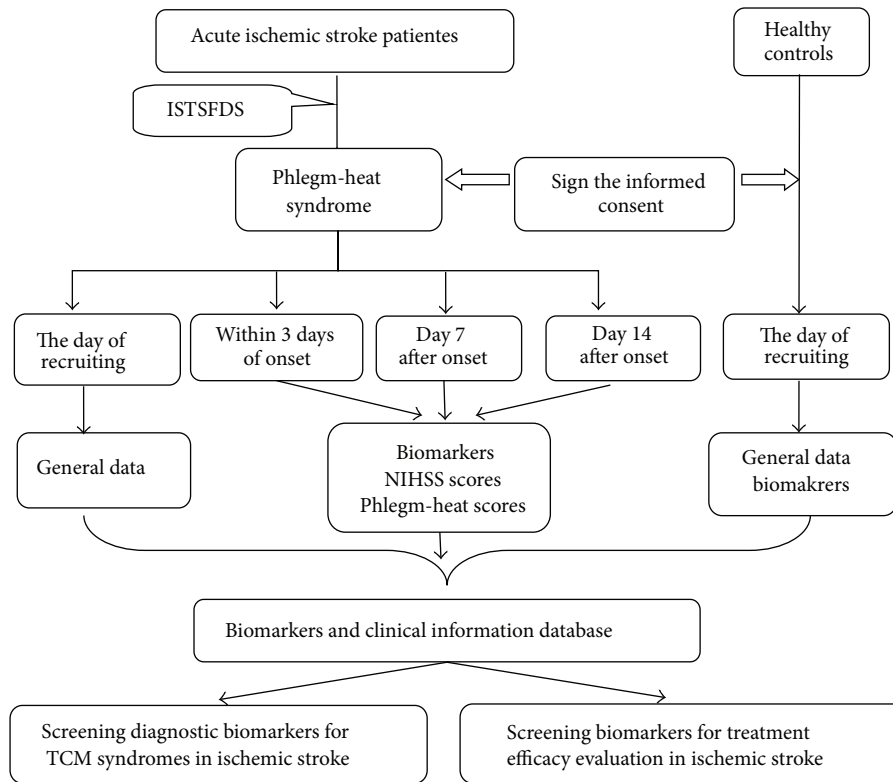 Acute ischemic stroke patientes
Healthy
controls
ISTSFDS
Phlegm-heat
syndrome
Sign the informed
consent
The day of
recruiting
Within 3 days
of onset
Day 7
after onset
Day 14
after onset
The day of
recruiting
General data
Biomarkers
NIHSS scores
Phlegm-heat scores
General data
biomakrers
Biomarkers and clinical information database
Screening diagnostic biomarkers for
TCM syndromes in ischemic stroke
Screening biomarkers for treatment
efficacy evaluation in ischemic stroke